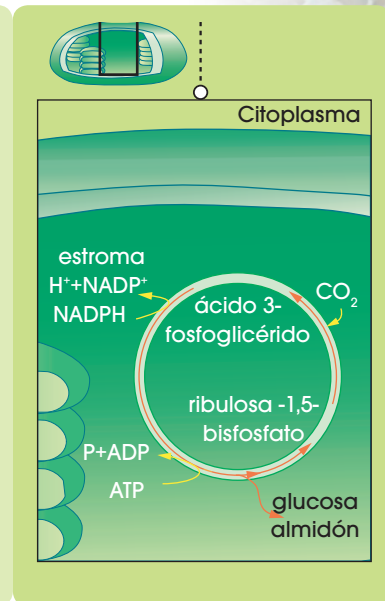 Citoplasma
estroma
H⁺+NADP⁺
NADPH
ácido 3-
fosfoglicérido
CO₂
ribulosa -1,5-
bisfosfato
P+ADP
ATP
glucosa
almidón